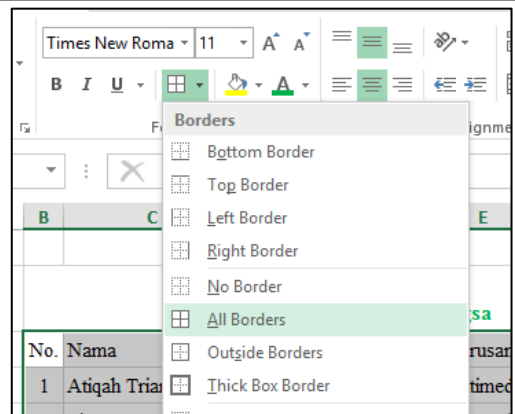 Times New Roma 11 A A
B I U A
Borders
ignme
Bottom Border
Top Border
Left Border
Right Border
No Border
All Borders
Outside Borders
Thick Box Border
B C E
sa
No. Nama
1 Atiqah Tria